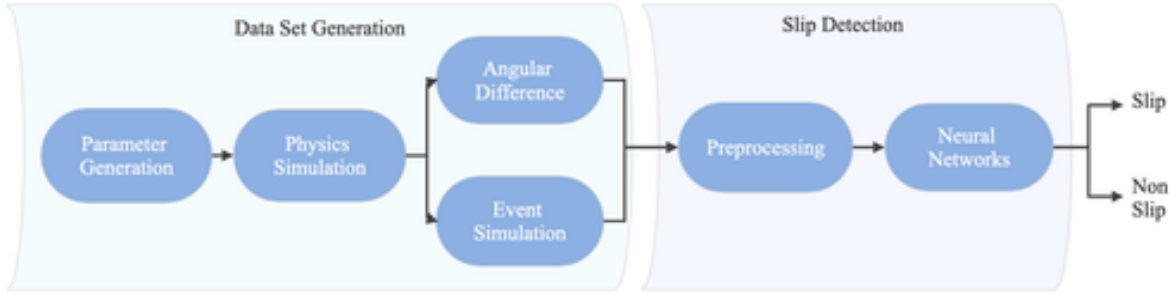 Data Set Generation
Parameter
Generation
Physics
Simulation
Angular
Difference
Event
Simulation
Slip Detection
Preprocessing
Neural
Networks
Slip
Non
Slip